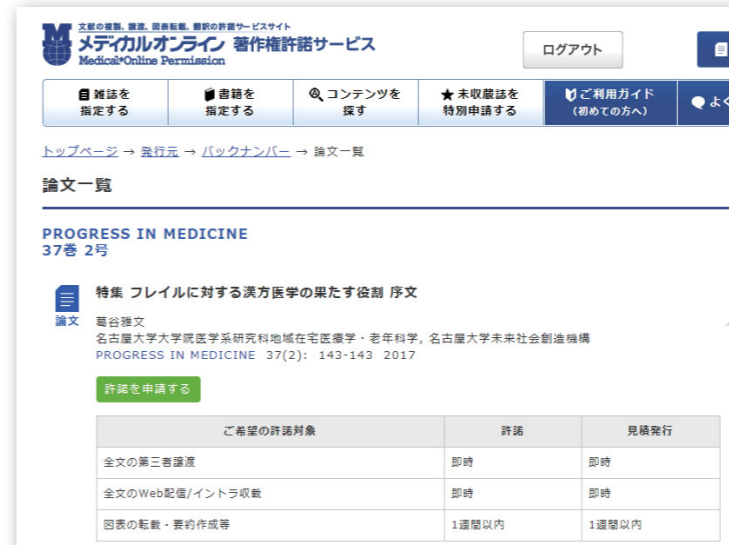 文献の複製、譲渡、図表転載、翻訳の許諾サービスサイト
メディカルオンライン 著作権許諾サービス
Medical*Online Permission
ログアウト
雑誌を
指定する
書籍を
指定する
コンテンツを
探す
★ 未収蔵誌を
特別申請する
ご利用ガイド
(初めての方へ)
よく
トップページ → 発行元 → バックナンバー → 論文一覧
論文一覧
PROGRESS IN MEDICINE
37巻 2号
論文
特集 フレイルに対する漢方医学の果たす役割 序文
葛谷雅文
名古屋大学大学院医学系研究科地域在宅医療学・老年科学, 名古屋大学未来社会創造機構
PROGRESS IN MEDICINE 37(2): 143-143 2017
許諾を申請する
ご希望の許諾対象 許諾 見積発行
全文の第三者譲渡 即時 即時
全文のWeb配信/イントラ収載 即時 即時
図表の転載・要約作成等 1週間以内 1週間以内